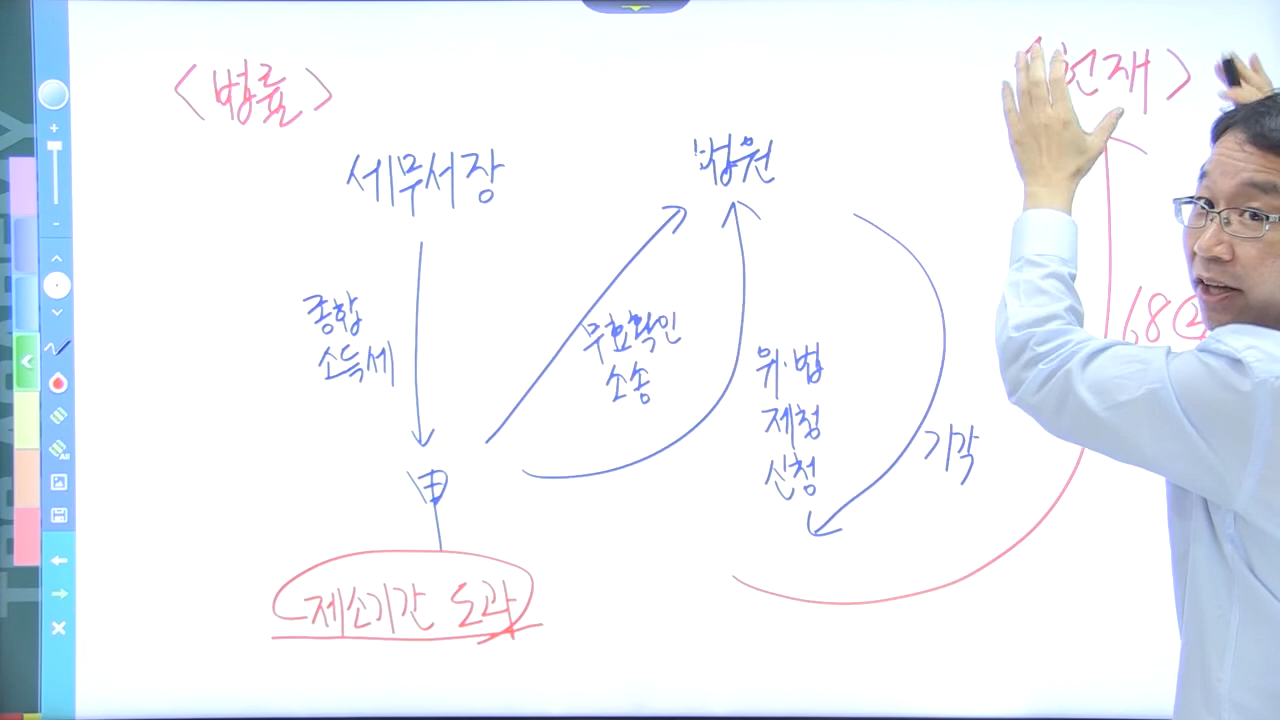 <법률>
헌재>
세무서장
법원
종합
소득세
무효확인
소송
위·법
제청
신청
기각
68②
甲
제소기간 도과